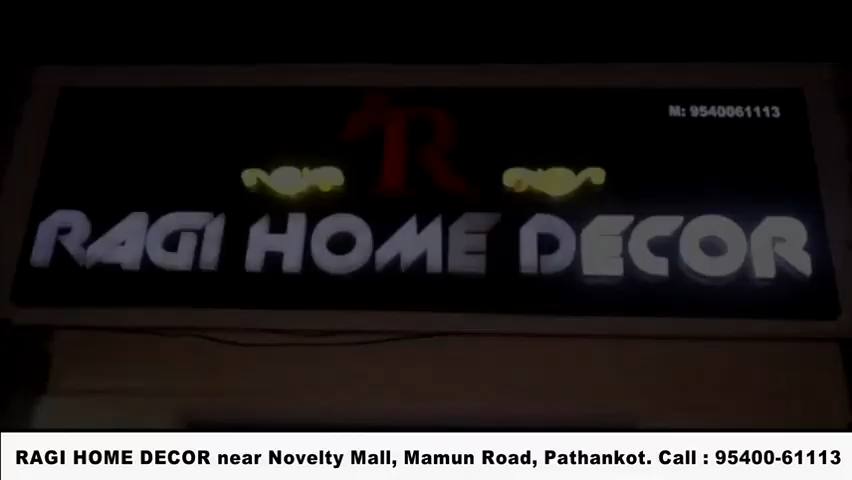 M: 9540061113
R
RAGI HOME DECOR
RAGI HOME DECOR near Novelty Mall, Mamun Road, Pathankot. Call : 95400-61113